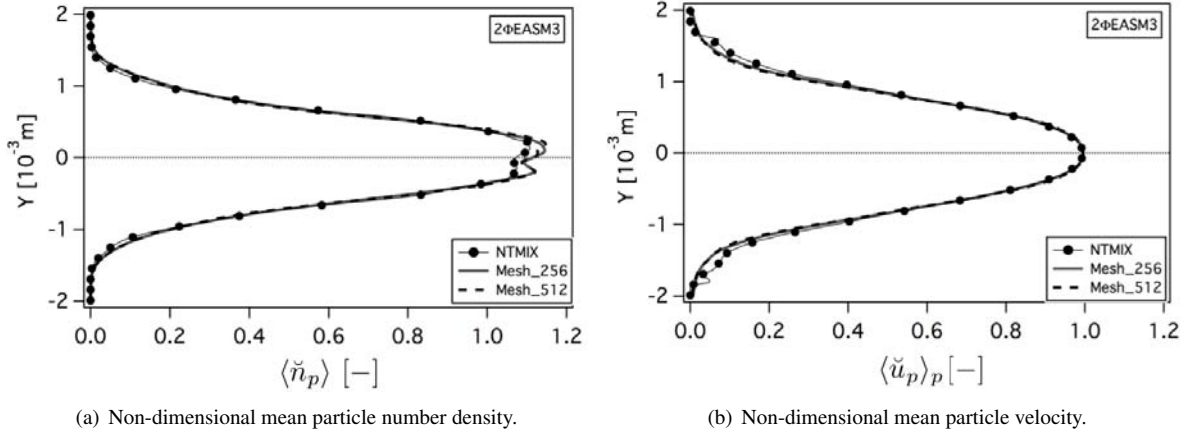 2
1
0
-1
-2
Y [10⁻³m]
2ΦEASM3
NTMIX
Mesh_256
Mesh_512
0.0 0.2 0.4 0.6 0.8 1.0 1.2
⟨n̆ₚ⟩ [−]
(a) Non-dimensional mean particle number density.
2
1
0
-1
-2
Y [10⁻³m]
2ΦEASM3
NTMIX
Mesh_256
Mesh_512
0.0 0.2 0.4 0.6 0.8 1.0 1.2
⟨ŭₚ⟩ₚ [−]
(b) Non-dimensional mean particle velocity.